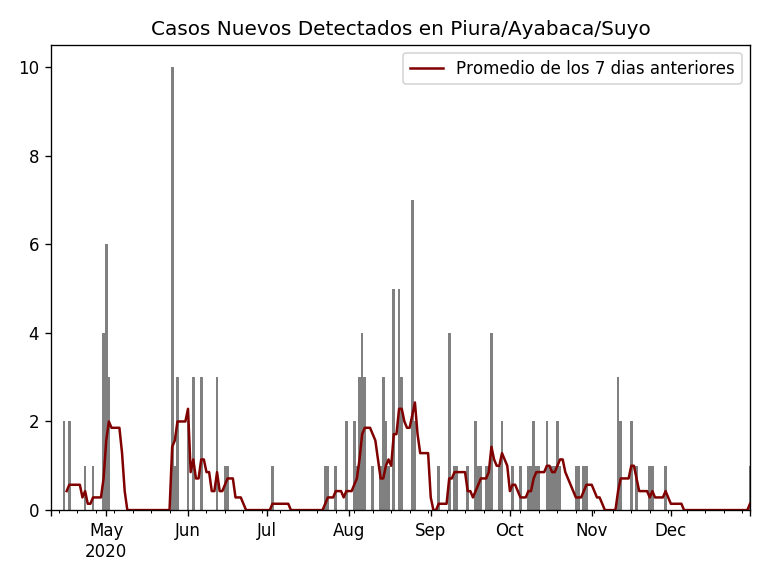 Casos Nuevos Detectados en Piura/Ayabaca/Suyo
Promedio de los 7 dias anteriores
10
8
6
4
2
0
May Jun Jul Aug Sep Oct Nov Dec
2020